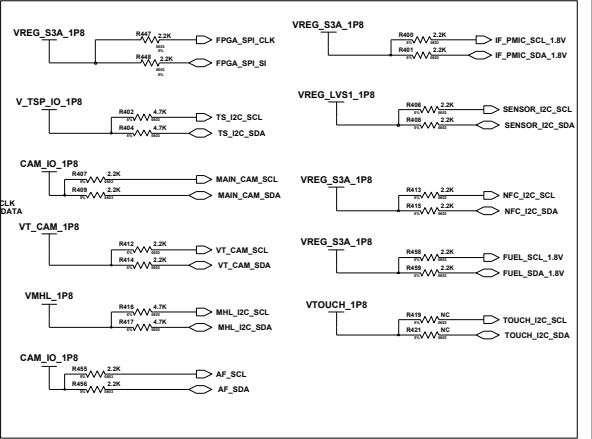 VREG_S3A_1P8
R447 2.2K FPGA_SPI_CLK
R448 2.2K FPGA_SPI_SI
V_TSP_IO_1P8
R402 4.7K TS_I2C_SCL
R404 4.7K TS_I2C_SDA
CAM_IO_1P8
R407 2.2K MAIN_CAM_SCL
R409 2.2K MAIN_CAM_SDA
CLK
DATA
VT_CAM_1P8
R412 2.2K VT_CAM_SCL
R414 2.2K VT_CAM_SDA
VMHL_1P8
R416 4.7K MHL_I2C_SCL
R417 4.7K MHL_I2C_SDA
CAM_IO_1P8
R455 2.2K AF_SCL
R456 2.2K AF_SDA
VREG_S3A_1P8
R400 2.2K IF_PMIC_SCL_1.8V
R401 2.2K IF_PMIC_SDA_1.8V
VREG_LVS1_1P8
R406 2.2K SENSOR_I2C_SCL
R408 2.2K SENSOR_I2C_SDA
VREG_S3A_1P8
R413 2.2K NFC_I2C_SCL
R415 2.2K NFC_I2C_SDA
VREG_S3A_1P8
R458 2.2K FUEL_SCL_1.8V
R459 2.2K FUEL_SDA_1.8V
VTOUCH_1P8
R419 NC TOUCH_I2C_SCL
R421 NC TOUCH_I2C_SDA